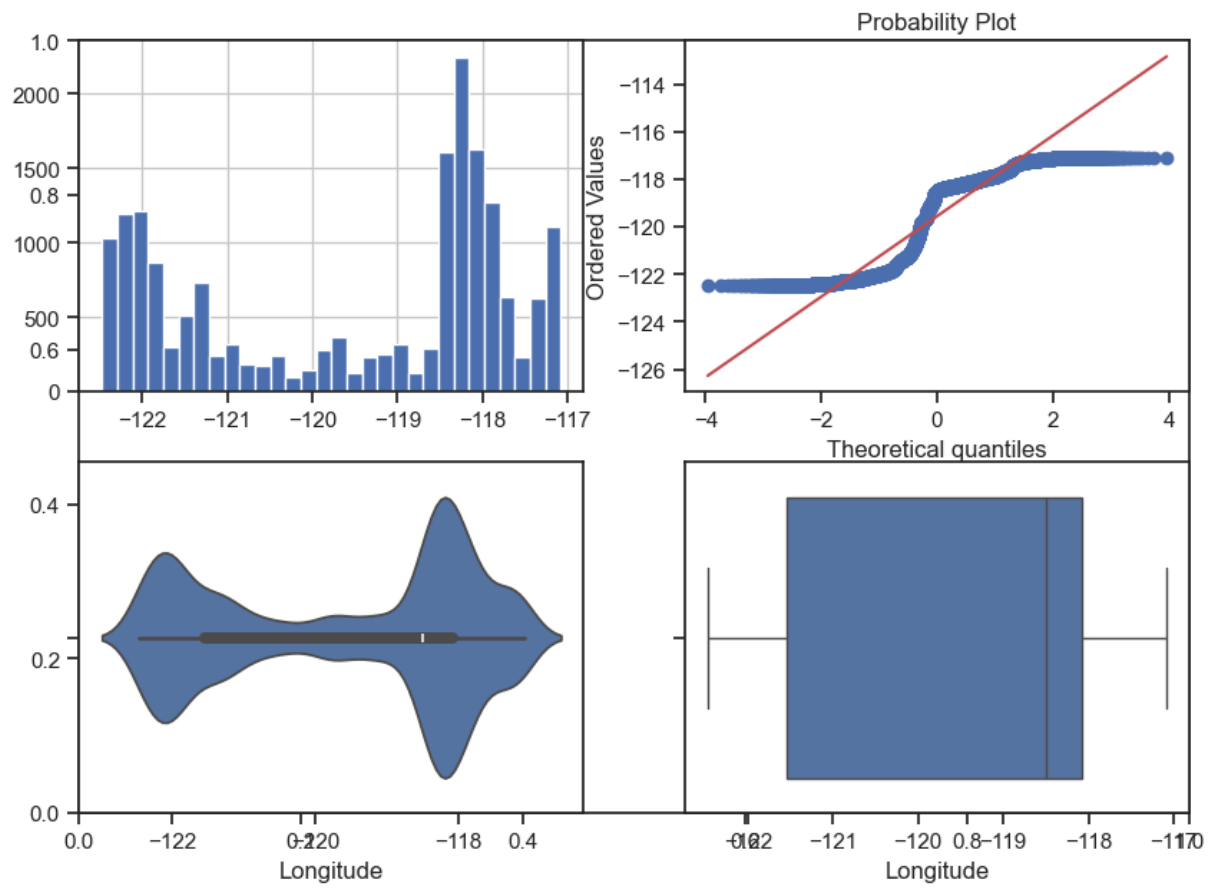 Probability Plot
1.0
2000
1500
0.8
1000
500
0.6
0
−122 −121 −120 −119 −118 −117
Ordered Values
−114
−116
−118
−120
−122
−124
−126
−4 −2 0 2 4
Theoretical quantiles
0.4
0.2
0.0
0.0 −122 −118 0.4
Longitude
−121 −120 0.8 −119 −118
Longitude